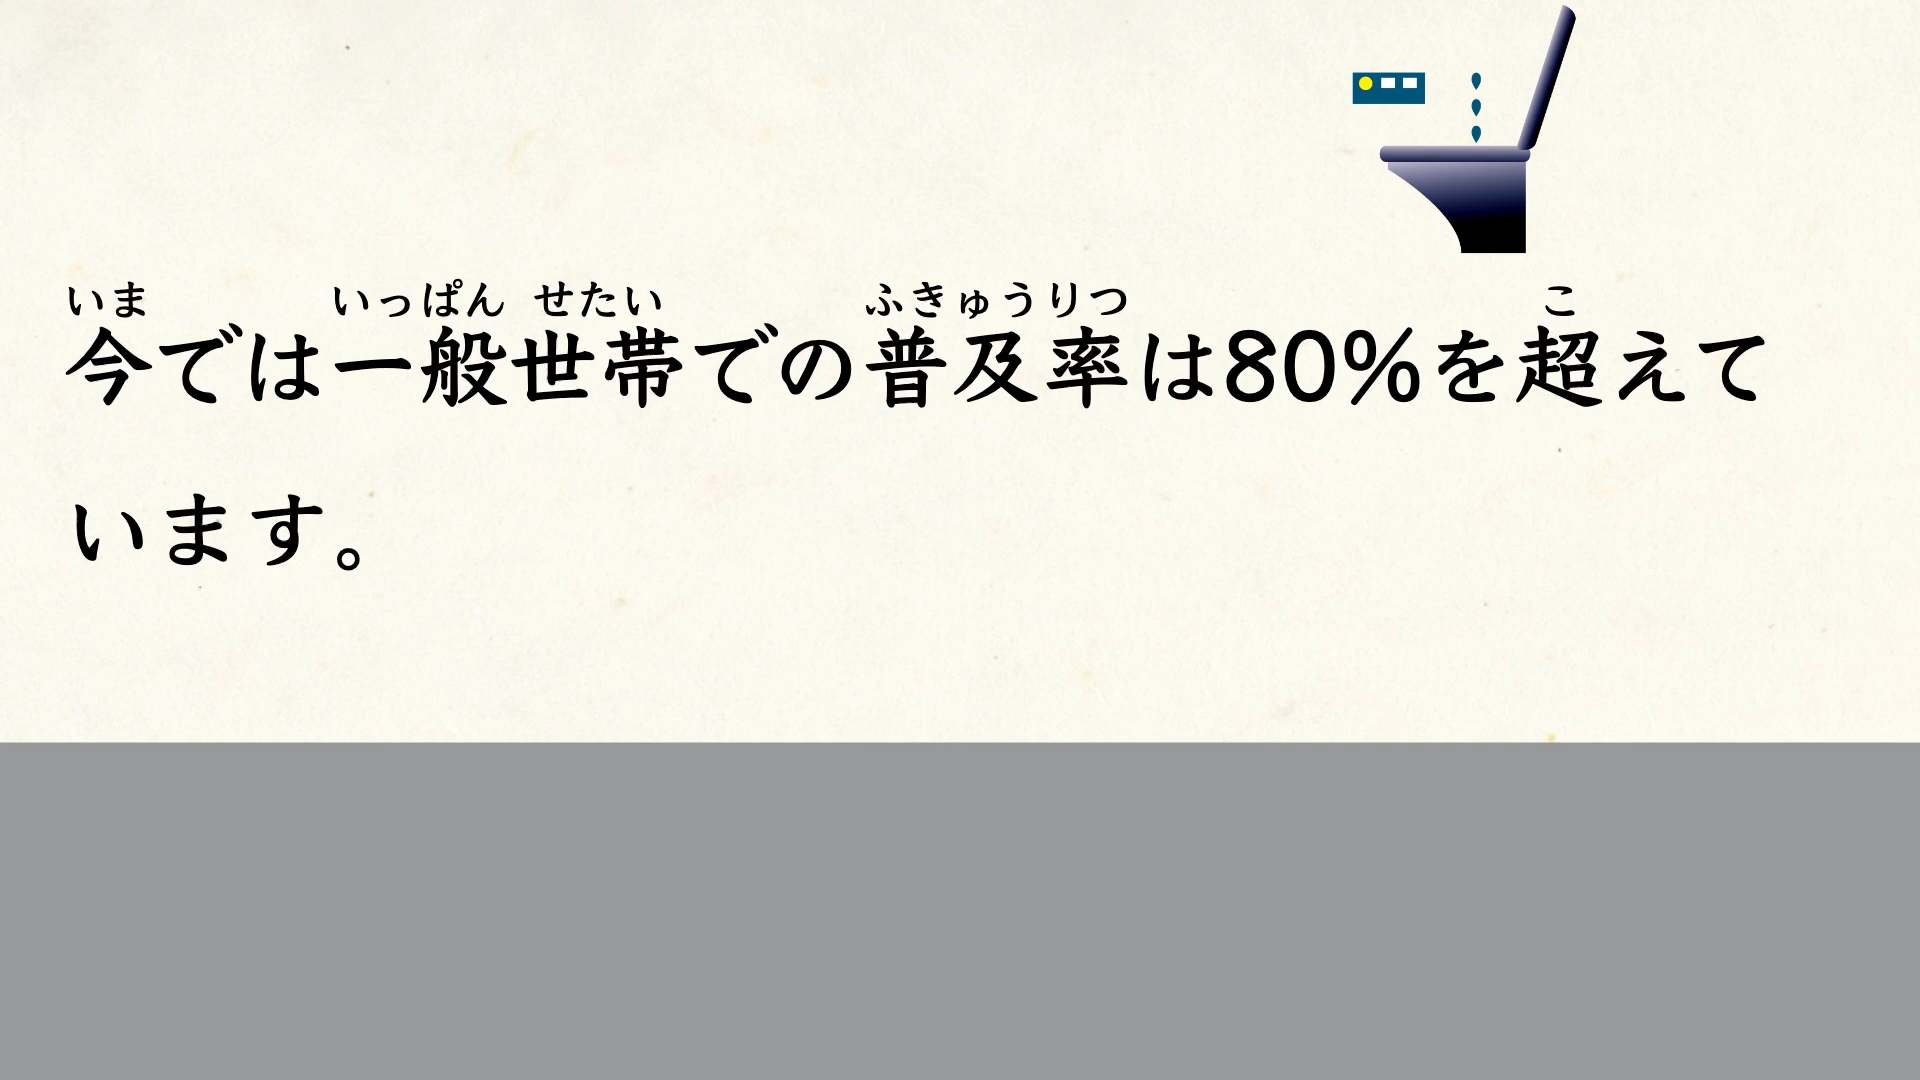 いま いっぱん せたい ふきゅうりつ こ
今では一般世帯での普及率は80%を超えて
います。